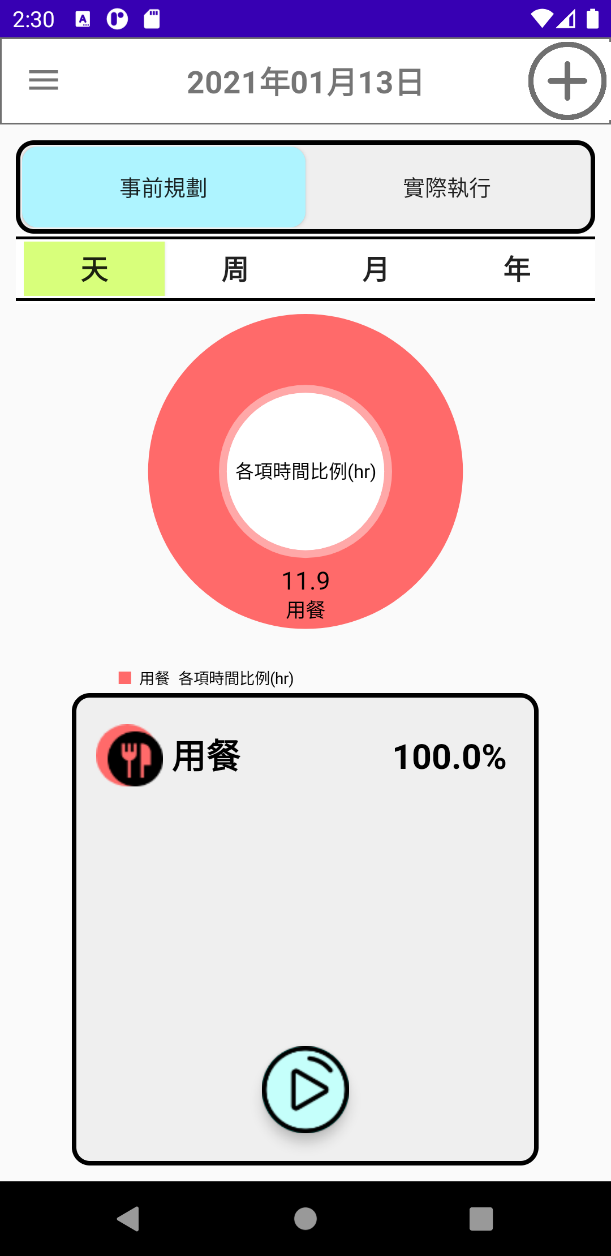 2:30
2021年01月13日
事前規劃 實際執行
天 周 月 年
各項時間比例(hr)
11.9
用餐
用餐 各項時間比例(hr)
用餐 100.0%